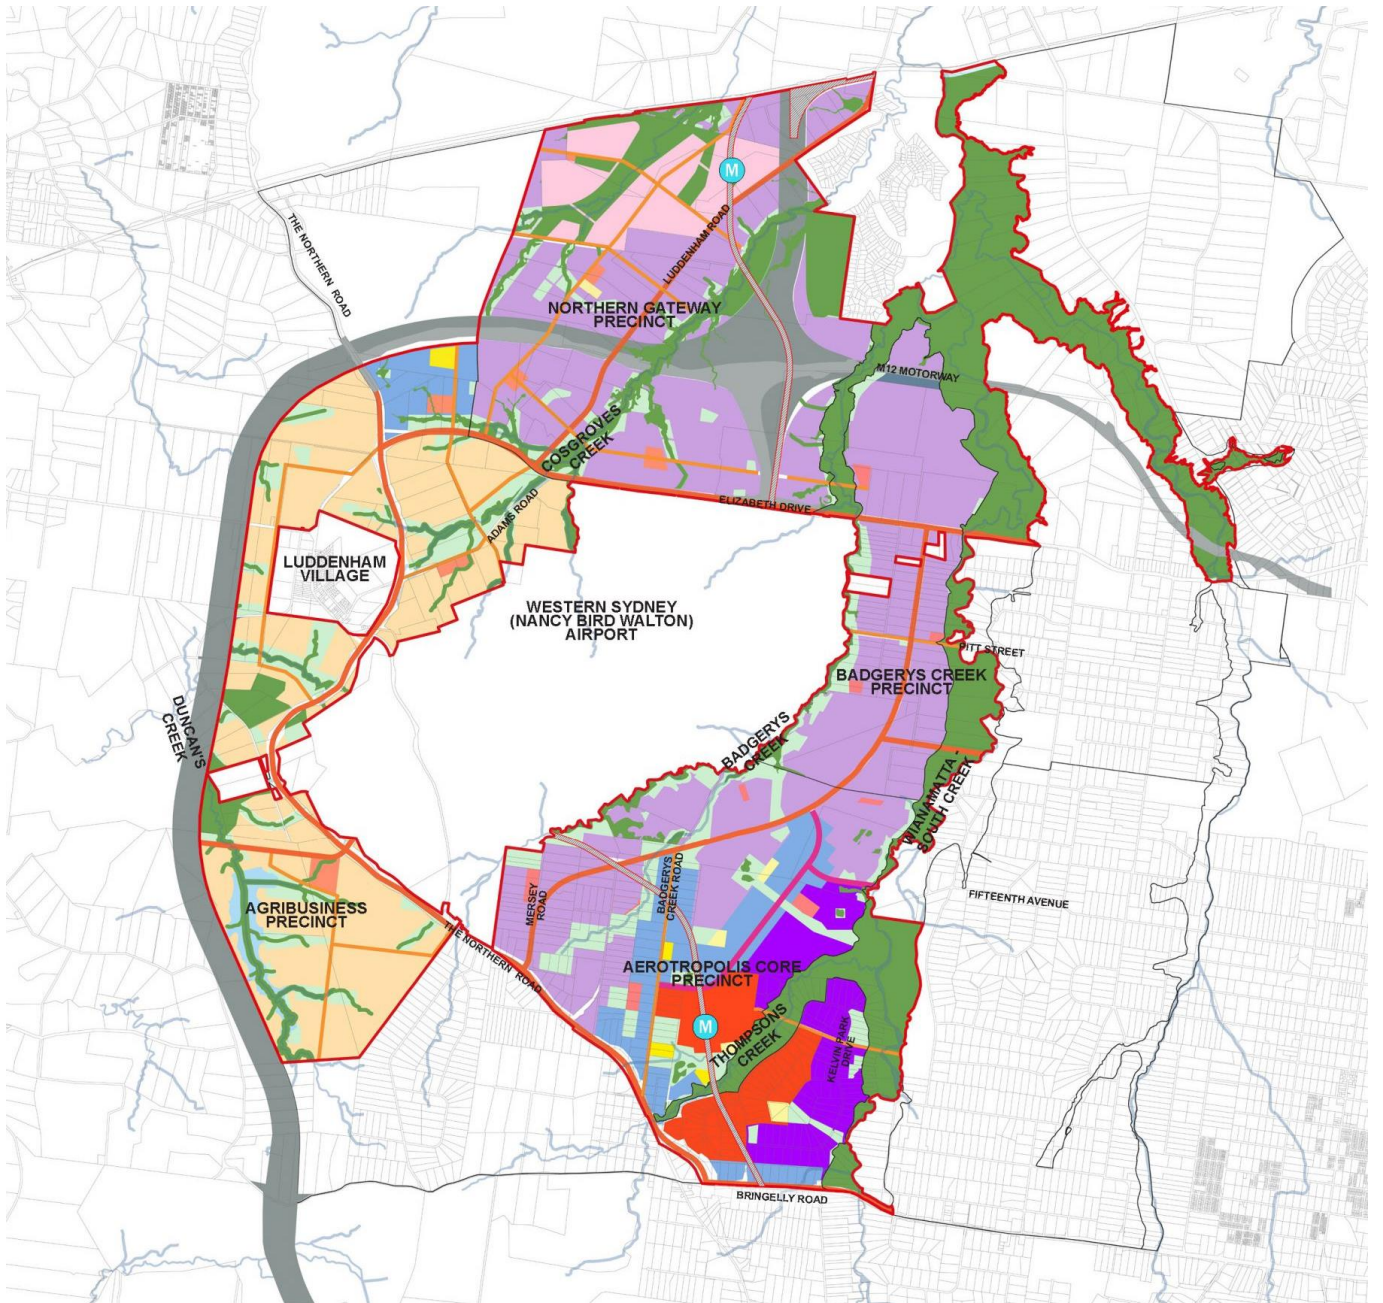 M
THE NORTHERN ROAD
LUDDENHAM ROAD
NORTHERN GATEWAY
PRECINCT
M12 MOTORWAY
COSGROVES
CREEK
ELIZABETH DRIVE
ADAMS ROAD
LUDDENHAM
VILLAGE
WESTERN SYDNEY
(NANCY BIRD WALTON)
AIRPORT
PITT STREET
BADGERYS CREEK
PRECINCT
DUNCAN'S
CREEK
BADGERYS
CREEK
WIANAMATTA -
SOUTH CREEK
MERSEY
ROAD
BADGERYS
CREEK ROAD
FIFTEENTH AVENUE
AGRIBUSINESS
PRECINCT
THE NORTHERN ROAD
AEROTROPOLIS CORE
PRECINCT
M
THOMPSONS
CREEK
KELVIN PARK
DRIVE
BRINGELLY ROAD